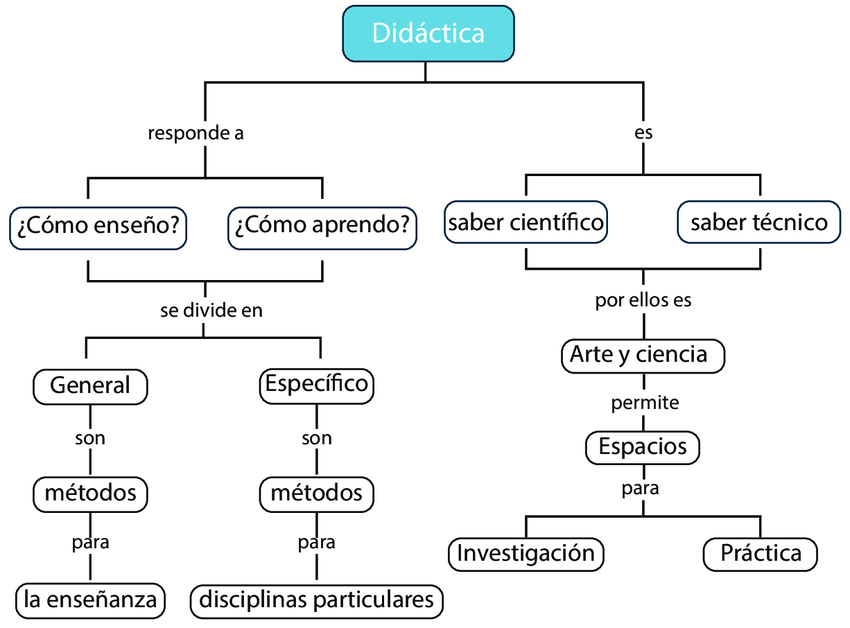 Didáctica
responde a
es
¿Cómo enseño?
¿Cómo aprendo?
saber científico
saber técnico
se divide en
por ellos es
General
Específico
Arte y ciencia
son
son
permite
métodos
métodos
Espacios
para
para
para
la enseñanza
disciplinas particulares
Investigación
Práctica